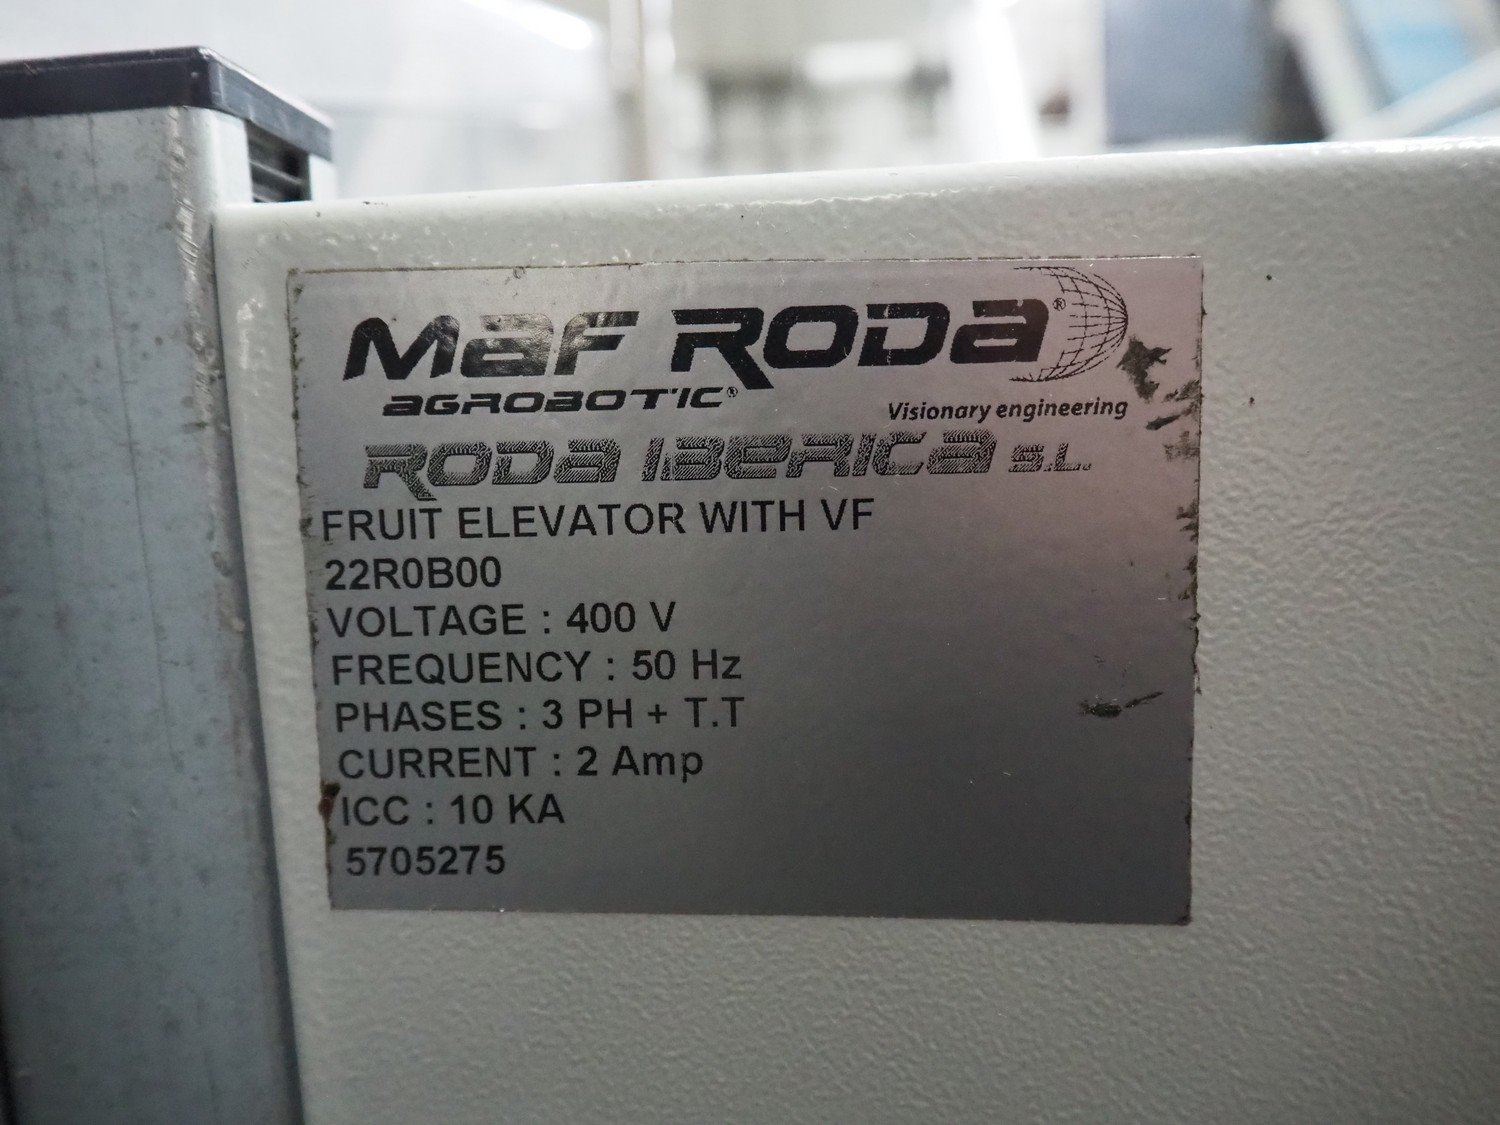 MAF RODA®
AGROBOTIC®
Visionary engineering
RODA IBERICA S.L.
FRUIT ELEVATOR WITH VF
22R0B00
VOLTAGE : 400 V
FREQUENCY : 50 Hz
PHASES : 3 PH + T.T
CURRENT : 2 Amp
ICC : 10 KA
5705275